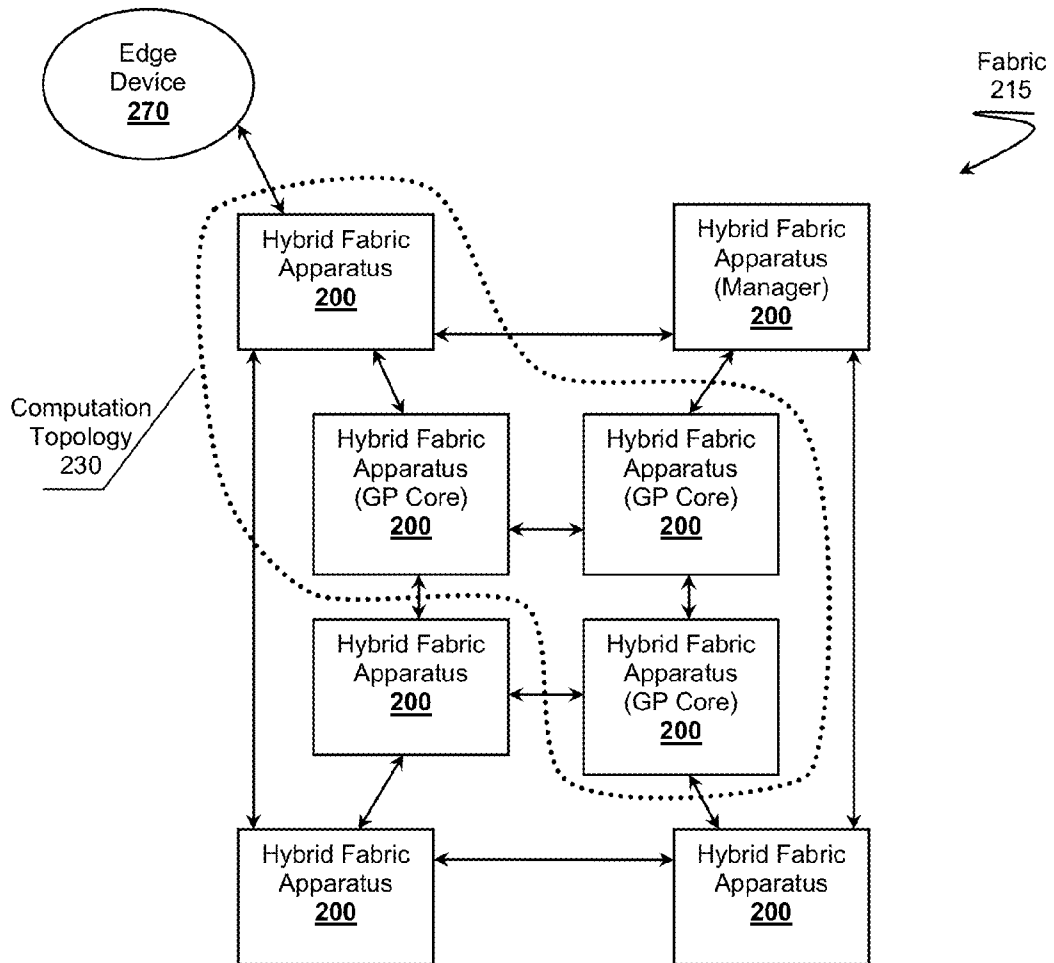 Edge
Device
270
Fabric
215
Hybrid Fabric
Apparatus
200
Hybrid Fabric
Apparatus
(Manager)
200
Computation
Topology
230
Hybrid Fabric
Apparatus
(GP Core)
200
Hybrid Fabric
Apparatus
(GP Core)
200
Hybrid Fabric
Apparatus
200
Hybrid Fabric
Apparatus
(GP Core)
200
Hybrid Fabric
Apparatus
200
Hybrid Fabric
Apparatus
200